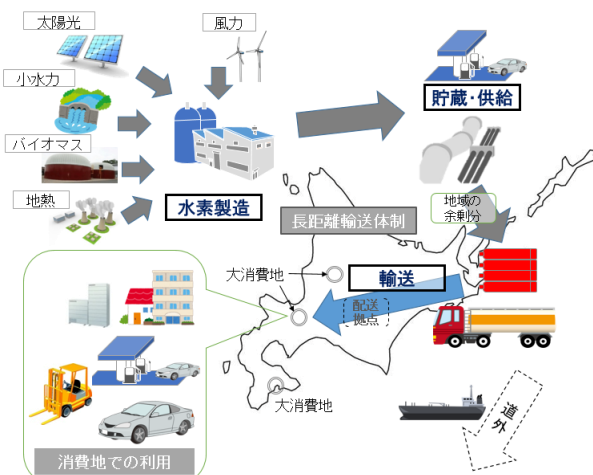 太陽光
風力
小水力
バイオマス
地熱
水素製造
貯蔵・供給
地域の
余剰分
長距離輸送体制
大消費地
輸送
配送
拠点
大消費地
道外
消費地での利用